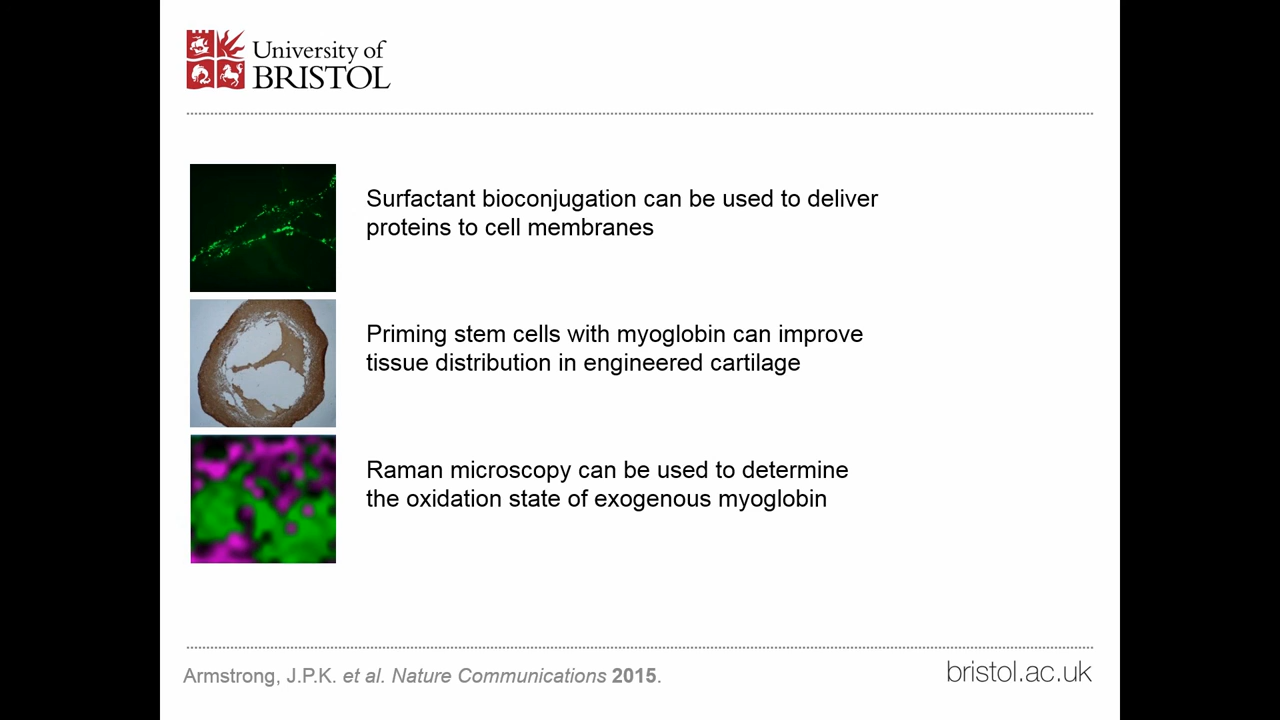 University of
BRISTOL
Surfactant bioconjugation can be used to deliver
proteins to cell membranes
Priming stem cells with myoglobin can improve
tissue distribution in engineered cartilage
Raman microscopy can be used to determine
the oxidation state of exogenous myoglobin
Armstrong, J.P.K. et al. Nature Communications 2015.
bristol.ac.uk